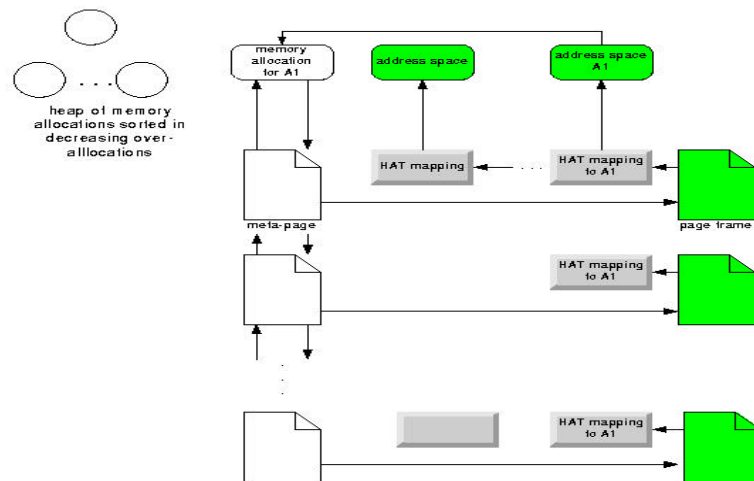 memory
allocation
for A1
address space
address space
A1
. . .
heap of memory
allocations sorted in
decreasing over-
alllocations
HAT mapping
. . .
HAT mapping
to A1
meta-page
page frame
HAT mapping
to A1
.
.
.
HAT mapping
to A1